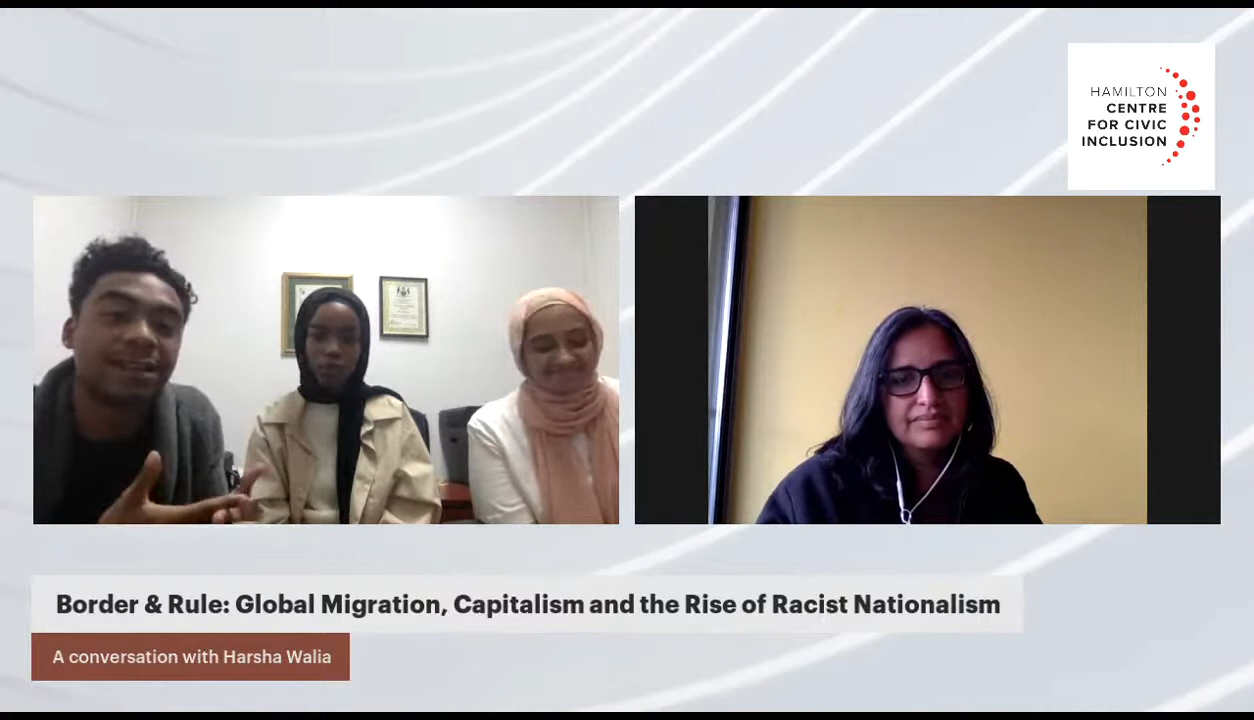 HAMILTON
CENTRE
FOR CIVIC
INCLUSION
Border & Rule: Global Migration, Capitalism and the Rise of Racist Nationalism
A conversation with Harsha Walia